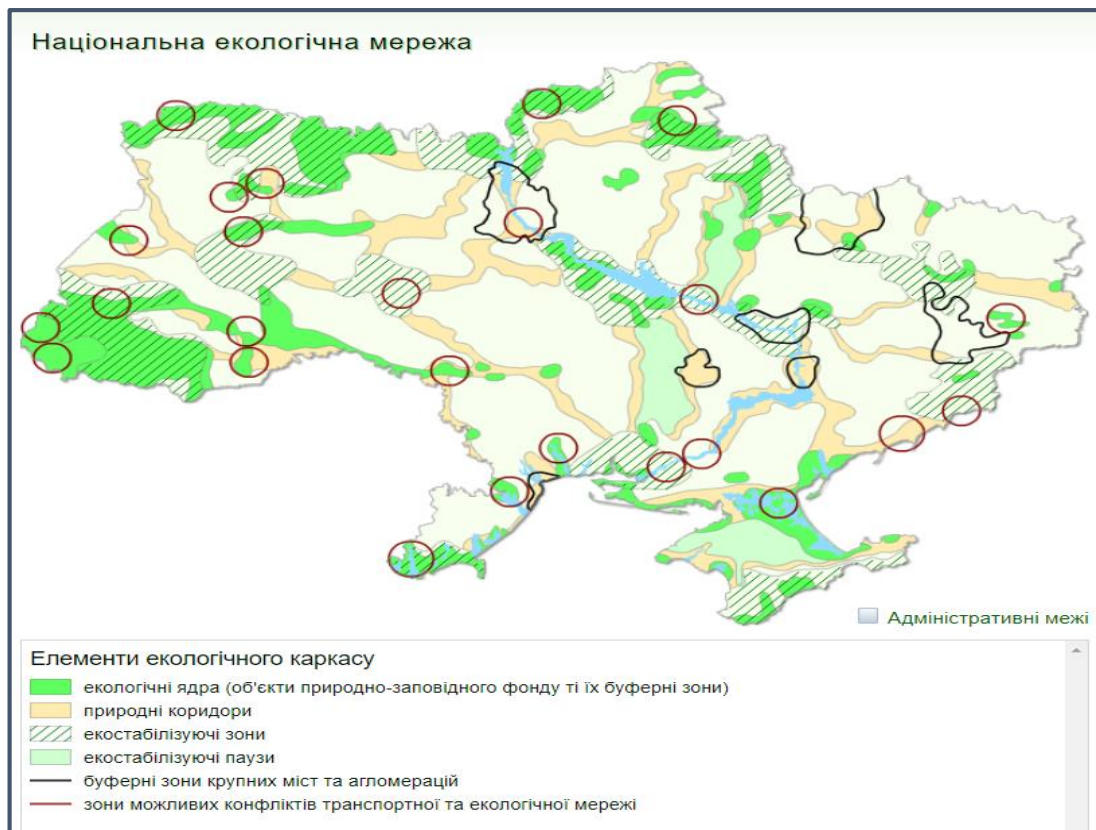 Національна екологічна мережа
Адміністративні межі
Елементи екологічного каркасу
екологічні ядра (об'єкти природно-заповідного фонду ті їх буферні зони)
природні коридори
екостабілізуючі зони
екостабілізуючі паузи
буферні зони крупних міст та агломерацій
зони можливих конфліктів транспортної та екологічної мережі